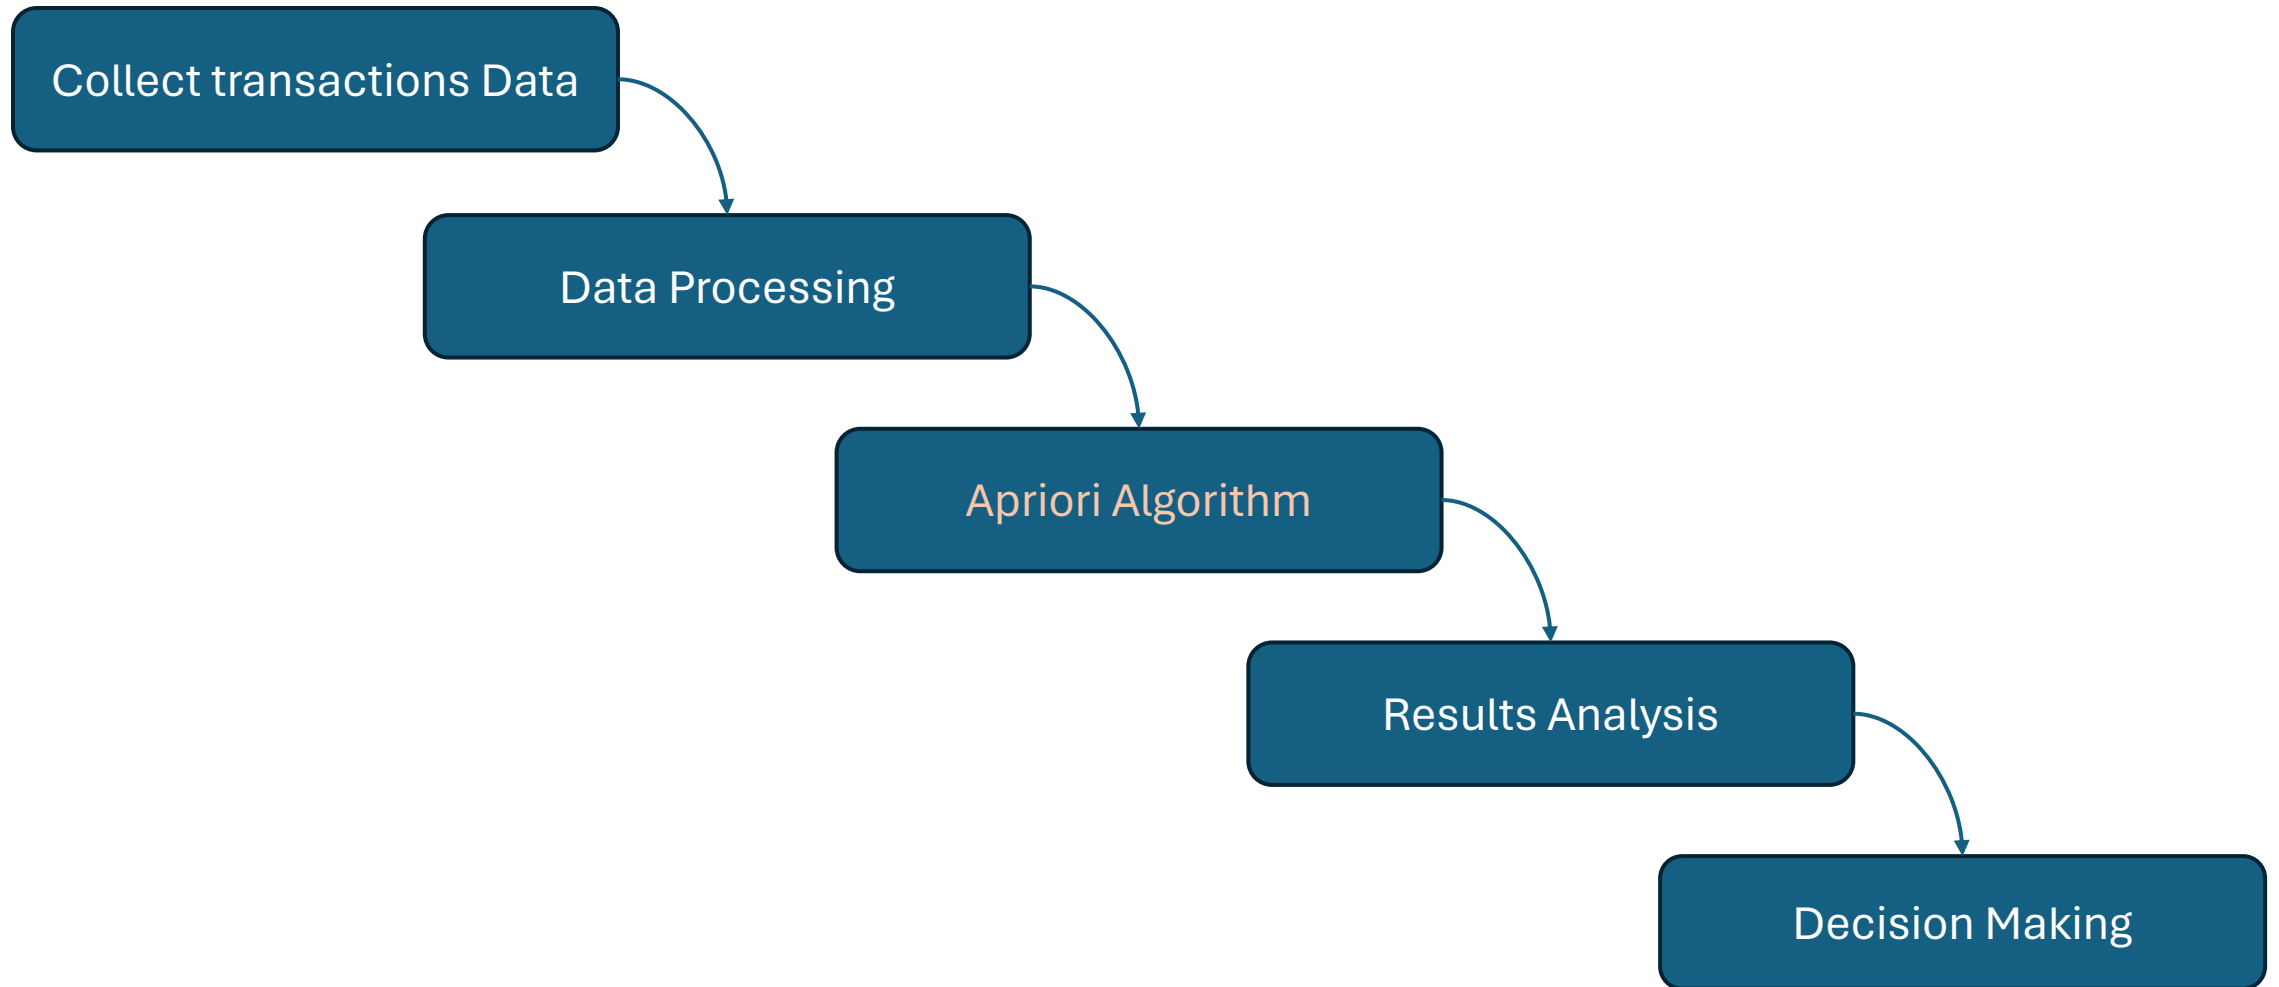 Collect transactions Data
Data Processing
Apriori Algorithm
Results Analysis
Decision Making